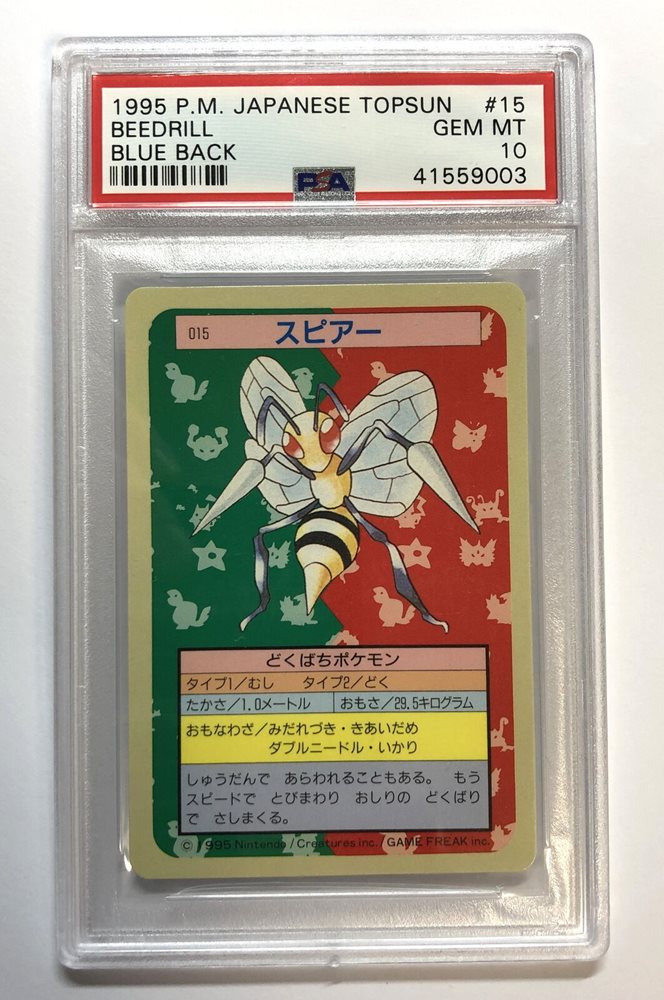 1995 P.M. JAPANESE TOPSUN #15
BEEDRILL GEM MT
BLUE BACK 10
PSA 41559003
015 スピアー
どくばちポケモン
タイプ1/むし タイプ2/どく
たかさ/1.0メートル おもさ/29.5キログラム
おもなわざ/みだれづき・きあいだめ
ダブルニードル・いかり
しゅうだんで あらわれることもある。 もう
スピードで とびまわり おしりの どくばり
で さしまくる。
© 1995 Nintendo/Creatures inc./GAME FREAK inc.